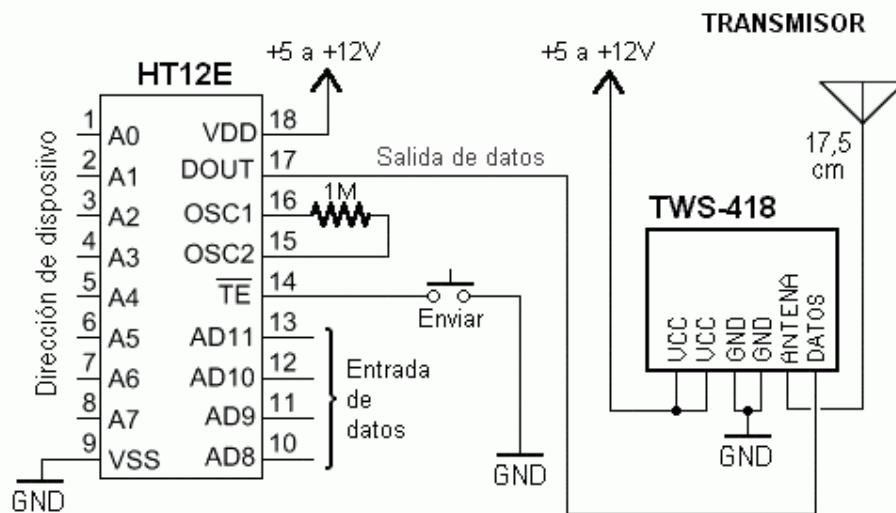 TRANSMISOR
+5 a +12V
+5 a +12V
HT12E
1 A0 VDD 18
2 A1 DOUT 17
Salida de datos
3 A2 OSC1 16
1M
4 A3 OSC2 15
5 A4 TE 14
Enviar
6 A5 AD11 13
7 A6 AD10 12
8 A7 AD9 11
9 VSS AD8 10
Dirección de disposiivo
Entrada
de
datos
GND
GND
17,5
cm
TWS-418
VCC
VCC
GND
GND
ANTENA
DATOS
GND